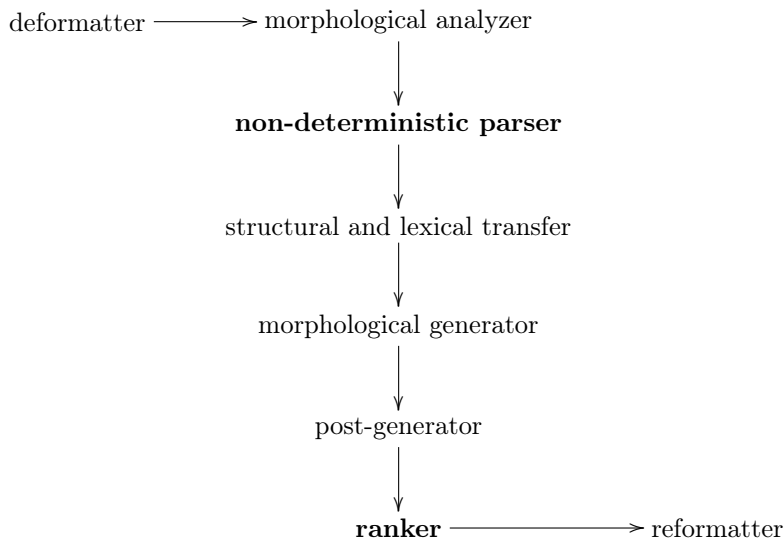 deformatter
morphological analyzer
non-deterministic parser
structural and lexical transfer
morphological generator
post-generator
ranker
reformatter